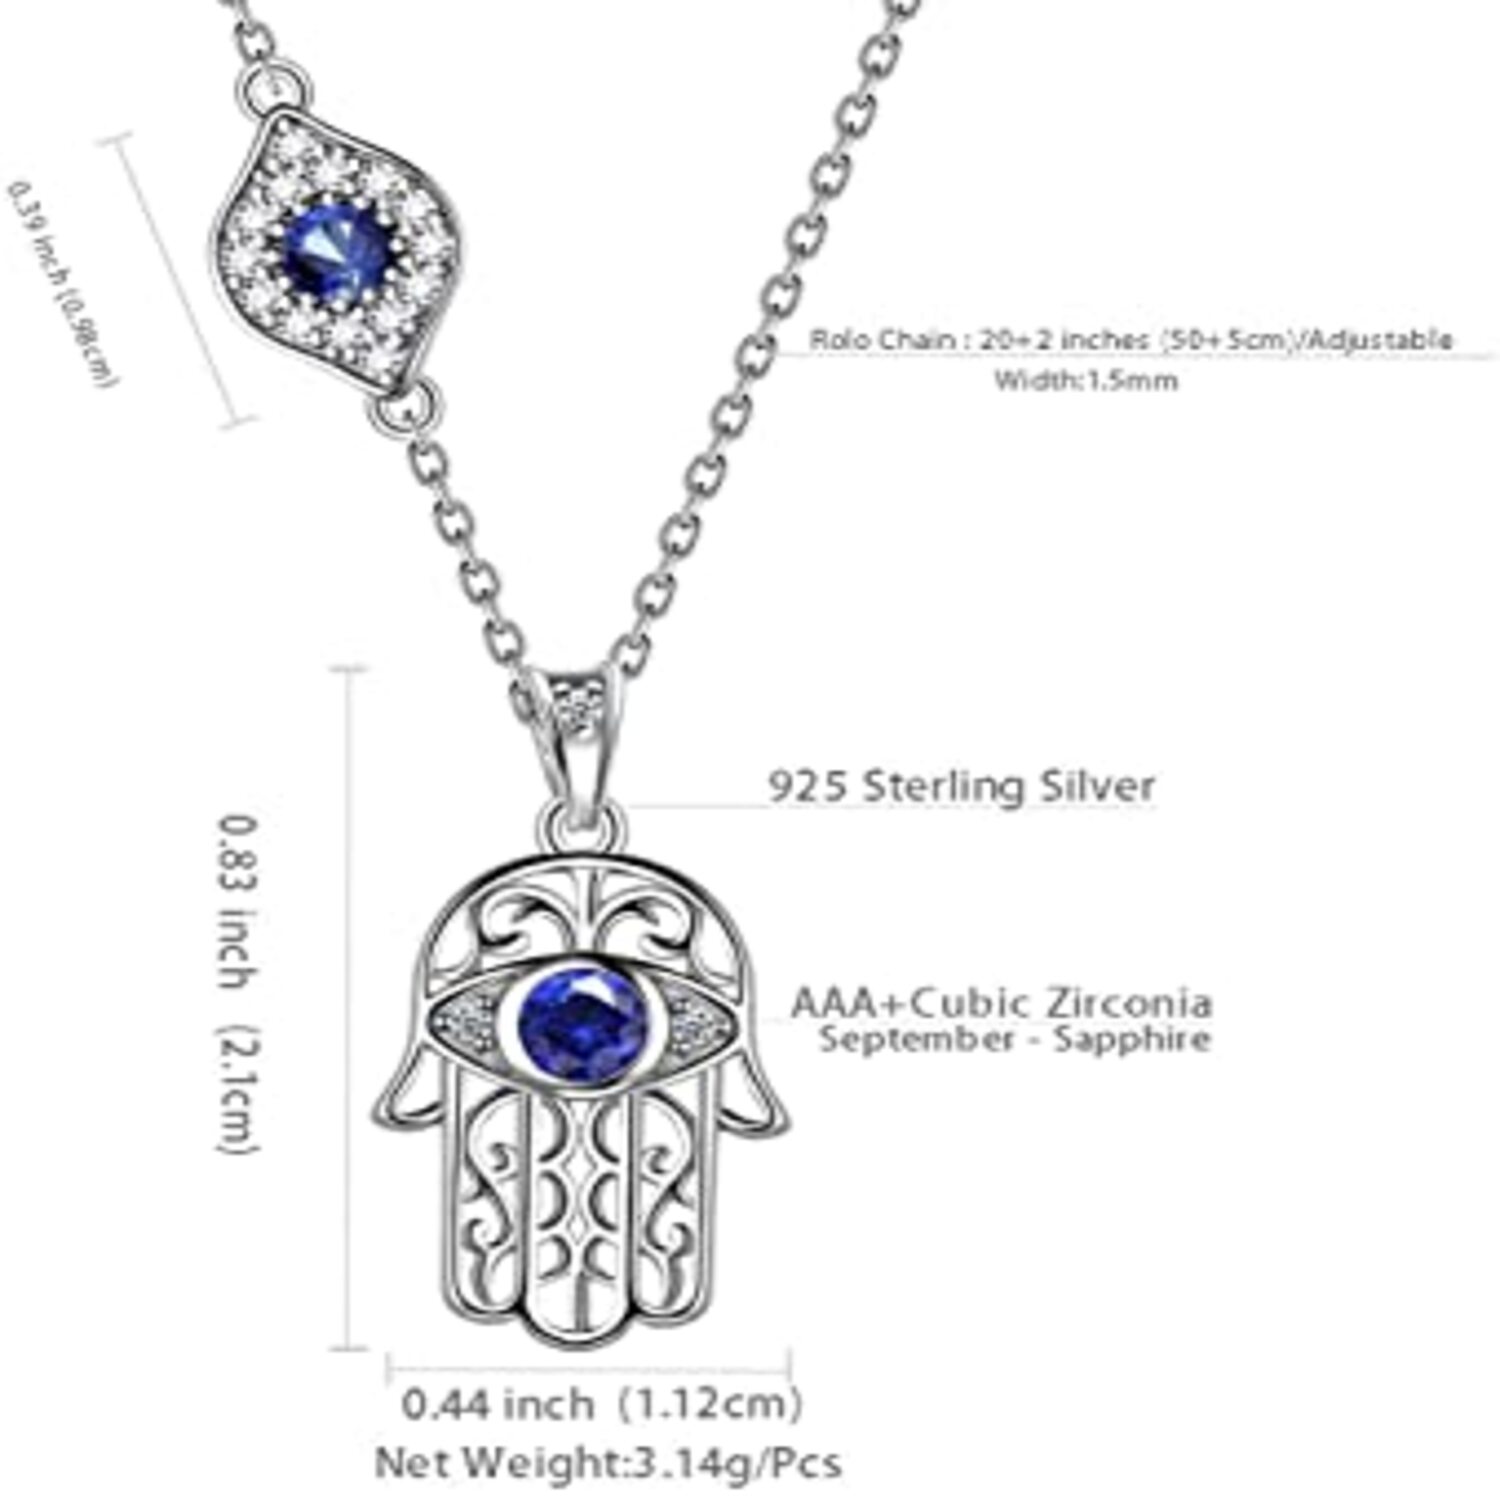 0.39 inch (0.98cm)
Rolo Chain : 20+2 inches (50+5cm)/Adjustable
Width:1.5mm
925 Sterling Silver
0.83 inch (2.1cm)
AAA+Cubic Zirconia
September - Sapphire
0.44 inch (1.12cm)
Net Weight:3.14g/Pcs